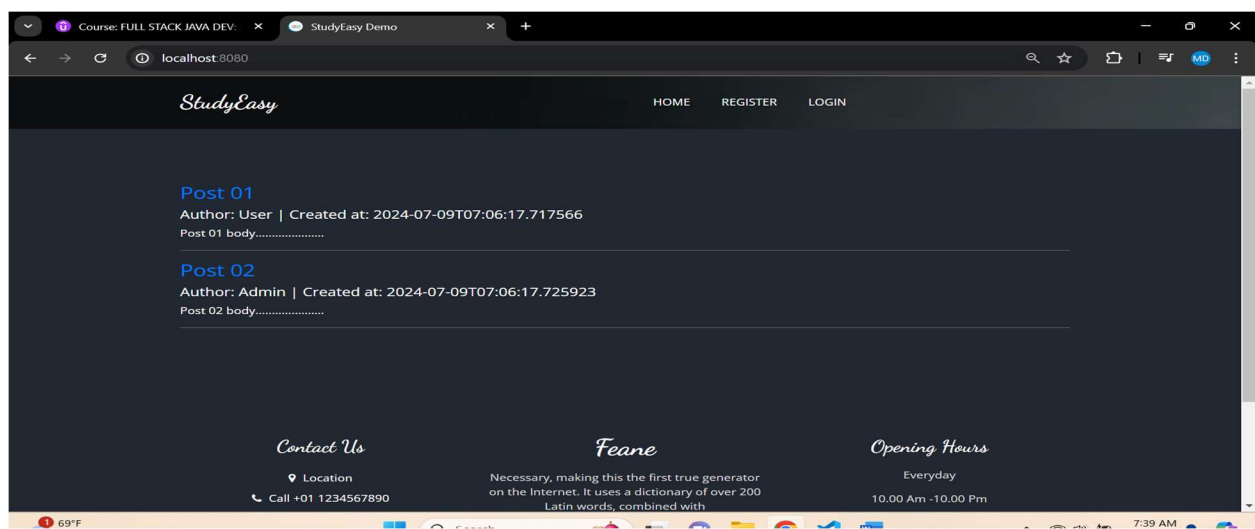 Course: FULL STACK JAVA DEV:
StudyEasy Demo
localhost:8080
MD
StudyEasy
HOME REGISTER LOGIN
Post 01
Author: User | Created at: 2024-07-09T07:06:17.717566
Post 01 body.....................
Post 02
Author: Admin | Created at: 2024-07-09T07:06:17.725923
Post 02 body.....................
Contact Us
Location
Call +01 1234567890
Feane
Necessary, making this the first true generator
on the Internet. It uses a dictionary of over 200
Latin words, combined with
Opening Hours
Everyday
10.00 Am -10.00 Pm
1 69°F
Search
7:39 AM